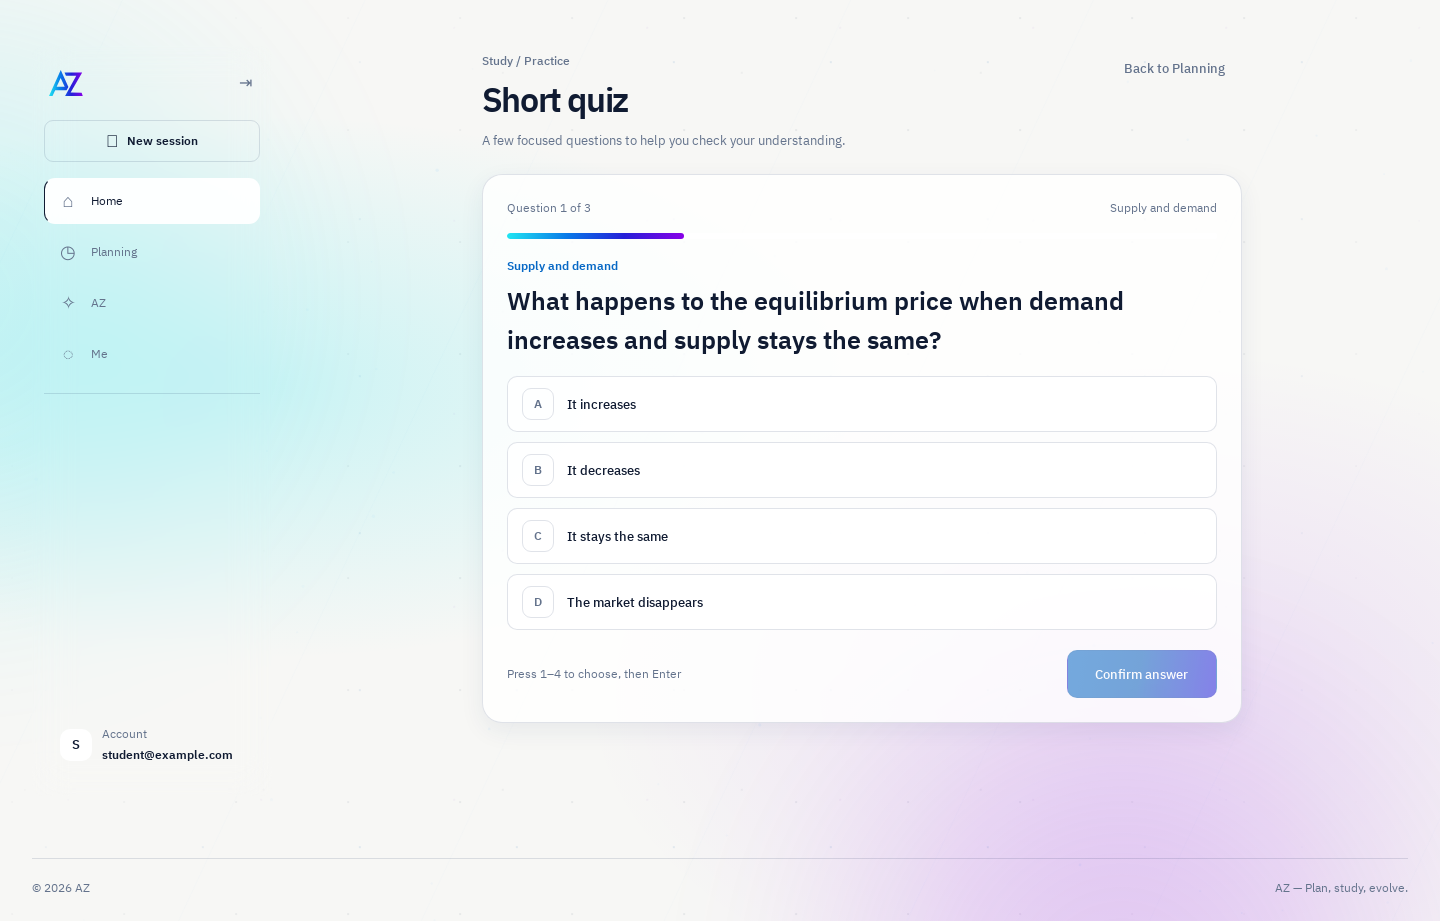 AZ
New session
Home
Planning
AZ
Me
Account
S
student@example.com
Study / Practice
Back to Planning
Short quiz
A few focused questions to help you check your understanding.
Question 1 of 3
Supply and demand
Supply and demand
What happens to the equilibrium price when demand
increases and supply stays the same?
A It increases
B It decreases
C It stays the same
D The market disappears
Press 1–4 to choose, then Enter
Confirm answer
© 2026 AZ
AZ — Plan, study, evolve.